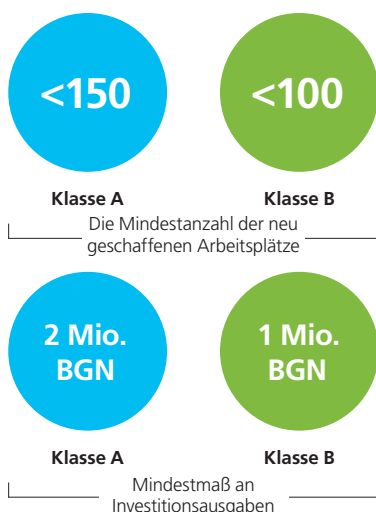 <150 <100
Klasse A Klasse B
Die Mindestanzahl der neu
geschaffenen Arbeitsplätze
2 Mio. 1 Mio.
BGN BGN
Klasse A Klasse B
Mindestmaß an
Investitionsausgaben